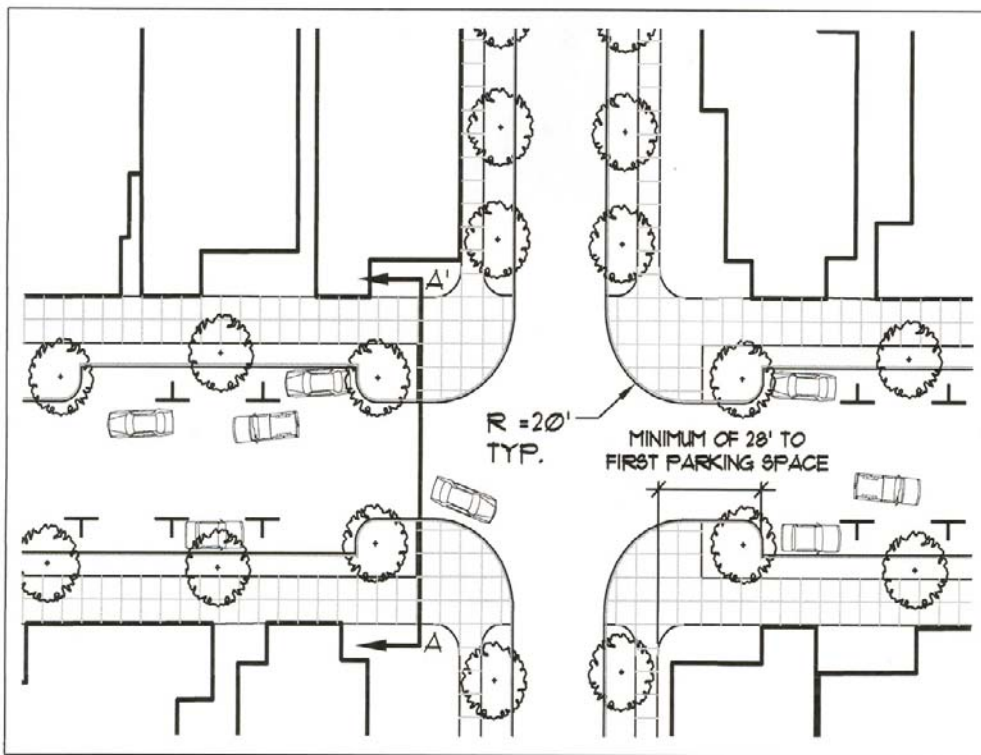 A'
R =20'
TYP.
MINIMUM OF 28' TO
FIRST PARKING SPACE
A